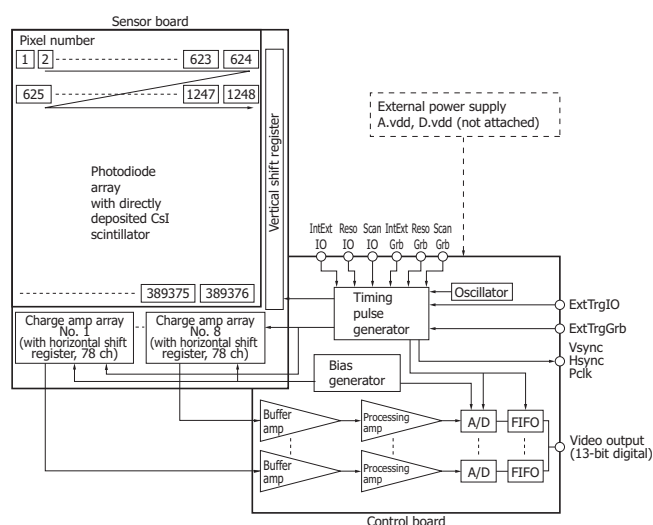 Sensor board
Pixel number
1 2 623 624
625 1247 1248
Photodiode
array
with directly
deposited CsI
scintillator
Vertical shift register
389375 389376
Charge amp array
No. 1
(with horizontal shift
register, 78 ch)
Charge amp array
No. 8
(with horizontal shift
register, 78 ch)
External power supply
A.vdd, D.vdd (not attached)
IntExt Reso Scan IntExt Reso Scan
IO IO IO Grb Grb Grb
Timing
pulse
generator
Oscillator
ExtTrgIO
ExtTrgGrb
Vsync
Hsync
Pclk
Bias
generator
Buffer
amp
Processing
amp
A/D
FIFO
Video output
(13-bit digital)
Buffer
amp
Processing
amp
A/D
FIFO
Control board